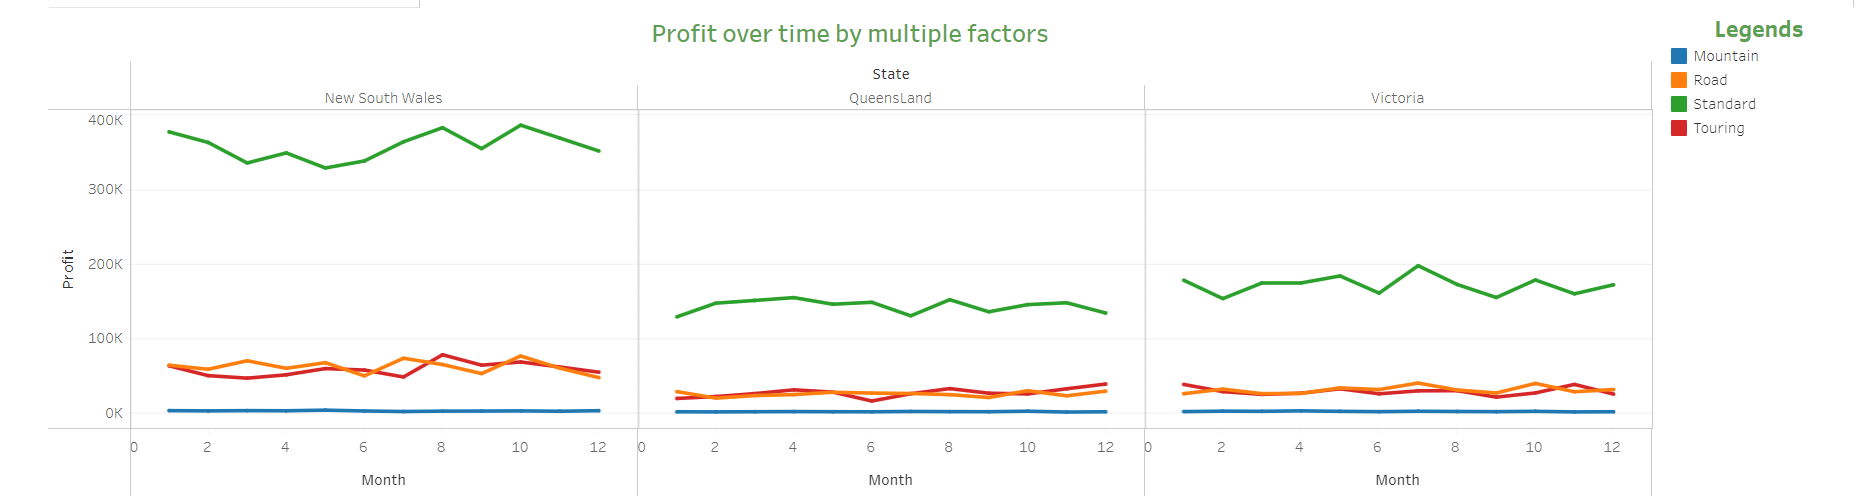 Profit over time by multiple factors
Legends
Mountain
Road
Standard
Touring
State
New South Wales QueensLand Victoria
400K
300K
200K
100K
0K
Profit
0 2 4 6 8 10 12 0 2 4 6 8 10 12 0 2 4 6 8 10 12
Month Month Month